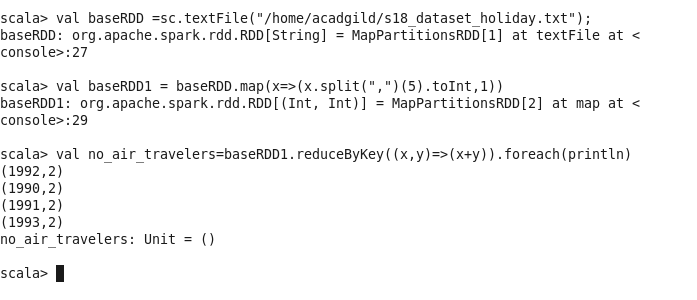 scala> val baseRDD =sc.textFile("/home/acadgild/s18_dataset_holiday.txt");
baseRDD: org.apache.spark.rdd.RDD[String] = MapPartitionsRDD[1] at textFile at <
console>:27
scala> val baseRDD1 = baseRDD.map(x=>(x.split(",")(5).toInt,1))
baseRDD1: org.apache.spark.rdd.RDD[(Int, Int)] = MapPartitionsRDD[2] at map at <
console>:29
scala> val no_air_travelers=baseRDD1.reduceByKey((x,y)=>(x+y)).foreach(println)
(1992,2)
(1990,2)
(1991,2)
(1993,2)
no_air_travelers: Unit = ()
scala>